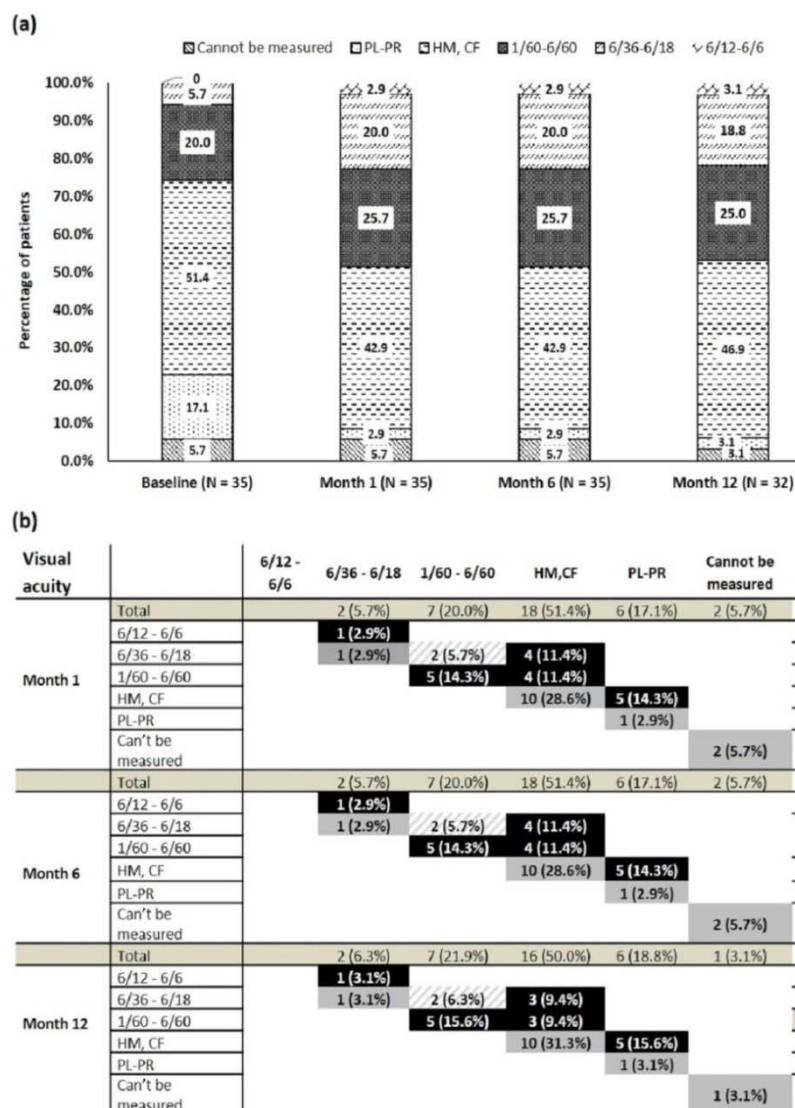 (a)
Cannot be measured PL-PR HM, CF 1/60-6/60 6/36-6/18 6/12-6/6
Percentage of patients
100.0%
90.0%
80.0%
70.0%
60.0%
50.0%
40.0%
30.0%
20.0%
10.0%
0.0%
0
5.7
20.0
51.4
17.1
5.7
2.9
20.0
25.7
42.9
2.9
5.7
2.9
20.0
25.7
42.9
2.9
5.7
3.1
18.8
25.0
46.9
3.1
3.1
Baseline (N = 35) Month 1 (N = 35) Month 6 (N = 35) Month 12 (N = 32)
(b)
Visual acuity 6/12 - 6/6 6/36 - 6/18 1/60 - 6/60 HM,CF PL-PR Cannot be measured
Month 1
Total 2 (5.7%) 7 (20.0%) 18 (51.4%) 6 (17.1%) 2 (5.7%)
6/12 - 6/6 1 (2.9%)
6/36 - 6/18 1 (2.9%) 2 (5.7%) 4 (11.4%)
1/60 - 6/60 5 (14.3%) 4 (11.4%)
HM, CF 10 (28.6%) 5 (14.3%)
PL-PR 1 (2.9%)
Can't be measured 2 (5.7%)
Month 6
Total 2 (5.7%) 7 (20.0%) 18 (51.4%) 6 (17.1%) 2 (5.7%)
6/12 - 6/6 1 (2.9%)
6/36 - 6/18 1 (2.9%) 2 (5.7%) 4 (11.4%)
1/60 - 6/60 5 (14.3%) 4 (11.4%)
HM, CF 10 (28.6%) 5 (14.3%)
PL-PR 1 (2.9%)
Can't be measured 2 (5.7%)
Month 12
Total 2 (6.3%) 7 (21.9%) 16 (50.0%) 6 (18.8%) 1 (3.1%)
6/12 - 6/6 1 (3.1%)
6/36 - 6/18 1 (3.1%) 2 (6.3%) 3 (9.4%)
1/60 - 6/60 5 (15.6%) 3 (9.4%)
HM, CF 10 (31.3%) 5 (15.6%)
PL-PR 1 (3.1%)
Can't be measured 1 (3.1%)